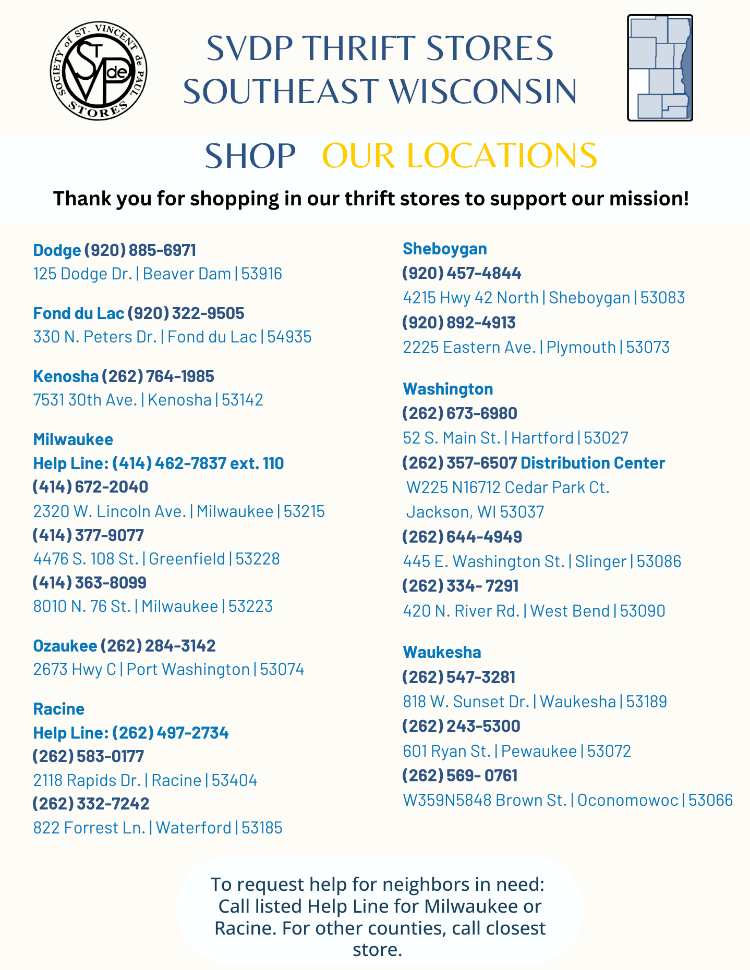 SOCIETY of ST. VINCENT de PAUL
STORES
ST
V de
P
SVDP THRIFT STORES
SOUTHEAST WISCONSIN
SHOP OUR LOCATIONS
Thank you for shopping in our thrift stores to support our mission!
Dodge (920) 885-6971
125 Dodge Dr. | Beaver Dam | 53916
Fond du Lac (920) 322-9505
330 N. Peters Dr. | Fond du Lac | 54935
Kenosha (262) 764-1985
7531 30th Ave. | Kenosha | 53142
Milwaukee
Help Line: (414) 462-7837 ext. 110
(414) 672-2040
2320 W. Lincoln Ave. | Milwaukee | 53215
(414) 377-9077
4476 S. 108 St. | Greenfield | 53228
(414) 363-8099
8010 N. 76 St. | Milwaukee | 53223
Ozaukee (262) 284-3142
2673 Hwy C | Port Washington | 53074
Racine
Help Line: (262) 497-2734
(262) 583-0177
2118 Rapids Dr. | Racine | 53404
(262) 332-7242
822 Forrest Ln. | Waterford | 53185
Sheboygan
(920) 457-4844
4215 Hwy 42 North | Sheboygan | 53083
(920) 892-4913
2225 Eastern Ave. | Plymouth | 53073
Washington
(262) 673-6980
52 S. Main St. | Hartford | 53027
(262) 357-6507 Distribution Center
W225 N16712 Cedar Park Ct.
Jackson, WI 53037
(262) 644-4949
445 E. Washington St. | Slinger | 53086
(262) 334- 7291
420 N. River Rd. | West Bend | 53090
Waukesha
(262) 547-3281
818 W. Sunset Dr. | Waukesha | 53189
(262) 243-5300
601 Ryan St. | Pewaukee | 53072
(262) 569- 0761
W359N5848 Brown St. | Oconomowoc | 53066
To request help for neighbors in need:
Call listed Help Line for Milwaukee or
Racine. For other counties, call closest
store.